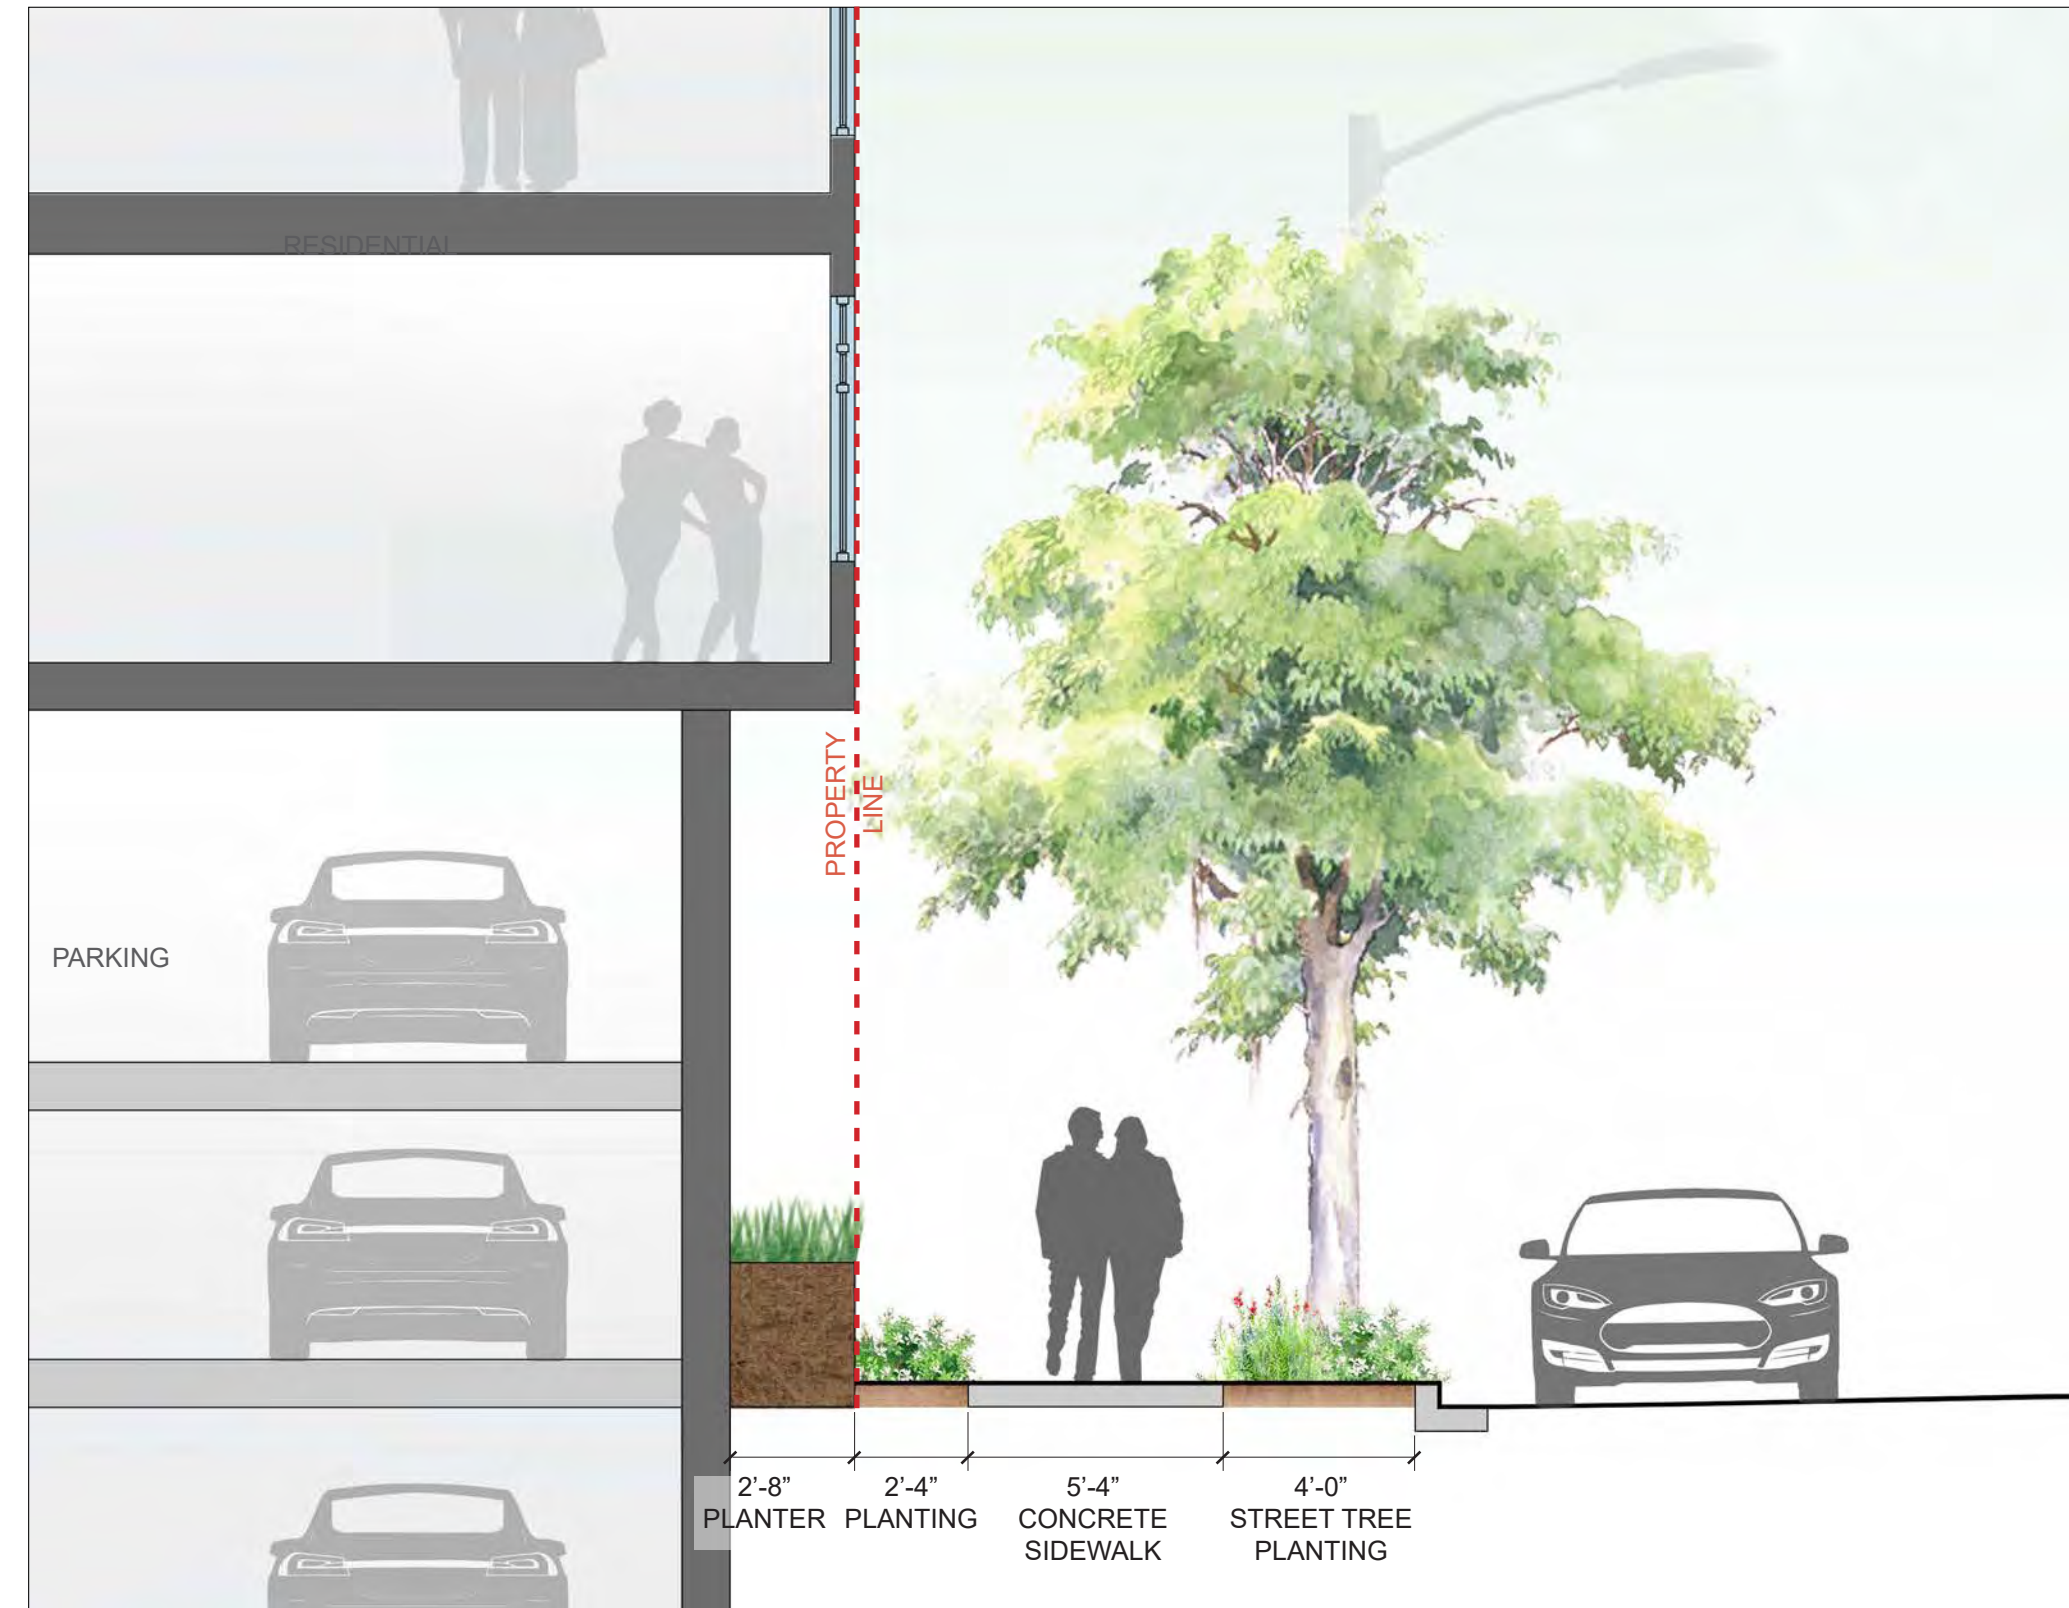 RESIDENTIAL
PROPERTY
LINE
PARKING
2’-8”
PLANTER
2’-4”
PLANTING
5’-4”
CONCRETE
SIDEWALK
4’-0”
STREET TREE
PLANTING